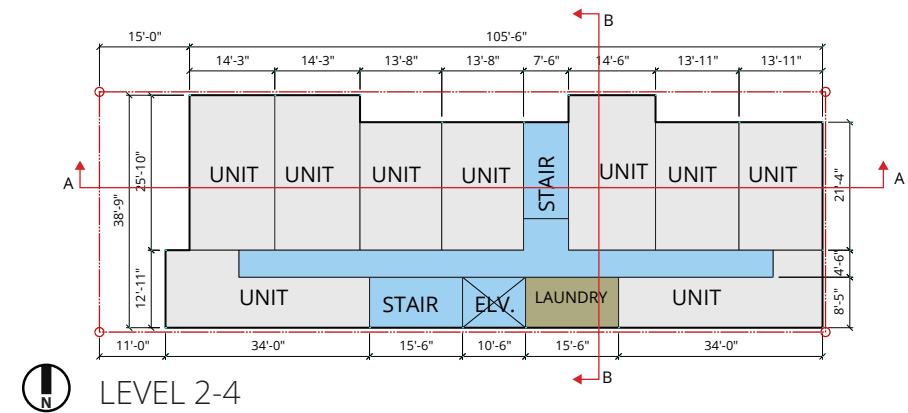 B
15'-0"
105'-6"
14'-3"
14'-3"
13'-8"
13'-8"
7'-6"
14'-6"
13'-11"
13'-11"
A
A
38'-9"
25'-10"
12'-11"
UNIT
UNIT
UNIT
UNIT
STAIR
UNIT
UNIT
UNIT
21'-4"
4'-6"
8'-5"
UNIT
STAIR
ELV.
LAUNDRY
UNIT
11'-0"
34'-0"
15'-6"
10'-6"
15'-6"
34'-0"
B
N
LEVEL 2-4